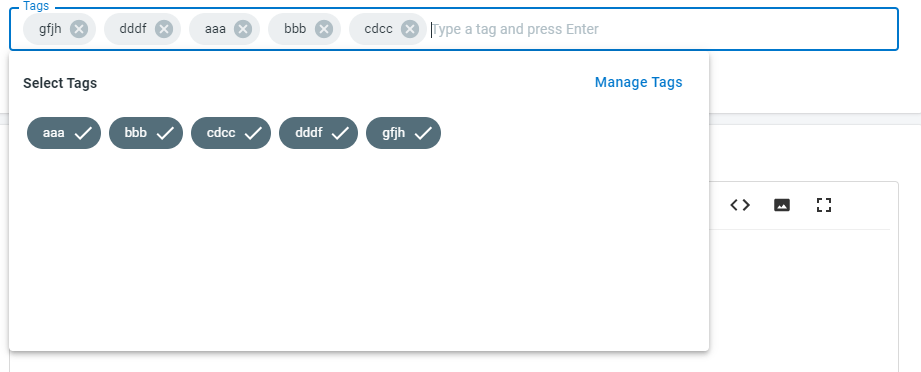 Tags
gfjh dddf aaa bbb cdcc Type a tag and press Enter
Select Tags Manage Tags
aaa bbb cdcc dddf gfjh